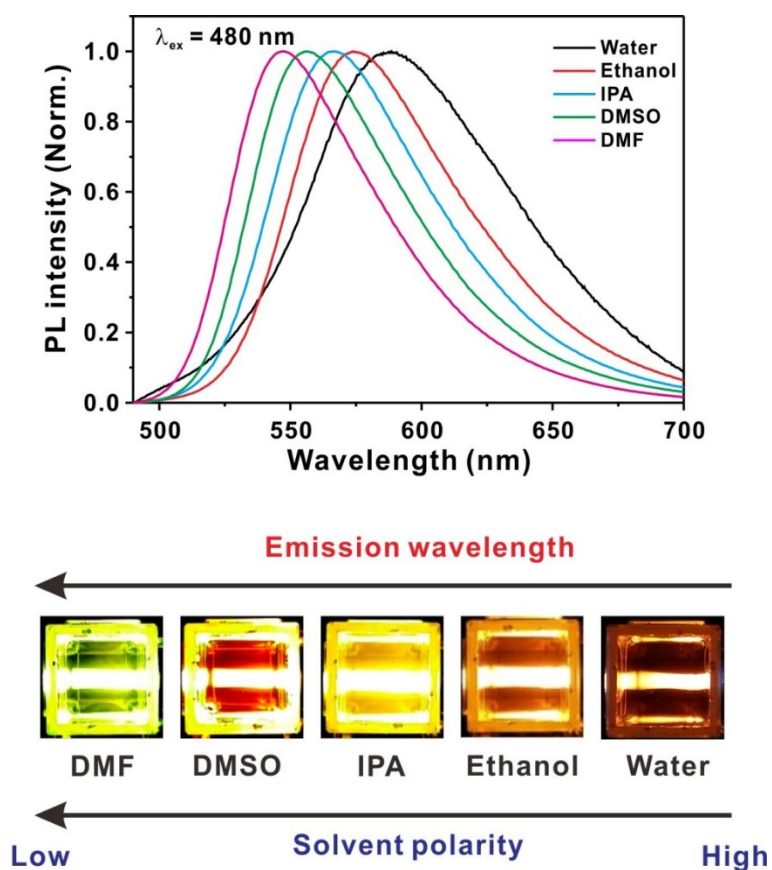 λex = 480 nm
Water
Ethanol
IPA
DMSO
DMF
PL intensity (Norm.)
1.0
0.8
0.6
0.4
0.2
0.0
500 550 600 650 700
Wavelength (nm)
Emission wavelength
DMF DMSO IPA Ethanol Water
Low Solvent polarity High